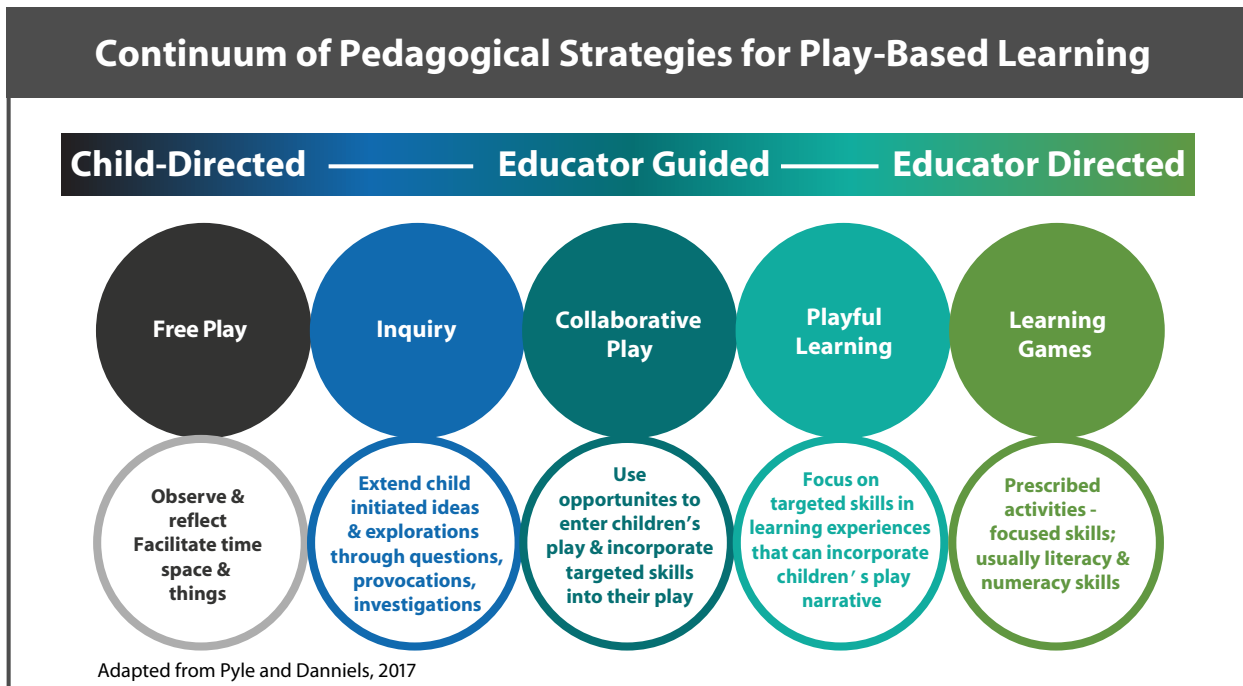 Continuum of Pedagogical Strategies for Play-Based Learning
Child-Directed
Educator Guided
Educator Directed
Free Play
Inquiry
Collaborative
Play
Playful
Learning
Learning
Games
Observe &
reflect
Facilitate time
space &
things
Extend child
initiated ideas
& explorations
through questions,
provocations,
investigations
Use
opportunites to
enter children’s
play & incorporate
targeted skills
into their play
Focus on
targeted skills in
learning experiences
that can incorporate
children’ s play
narrative
Prescribed
activities -
focused skills;
usually literacy &
numeracy skills
Adapted from Pyle and Danniels, 2017